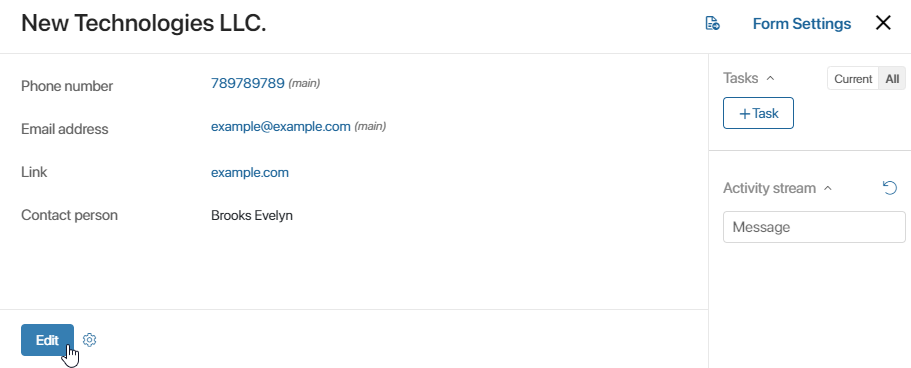 New Technologies LLC.
Form Settings
Phone number
789789789 (main)
Email address
example@example.com (main)
Link
example.com
Contact person
Brooks Evelyn
Edit
Tasks
Current All
+Task
Activity stream
Message